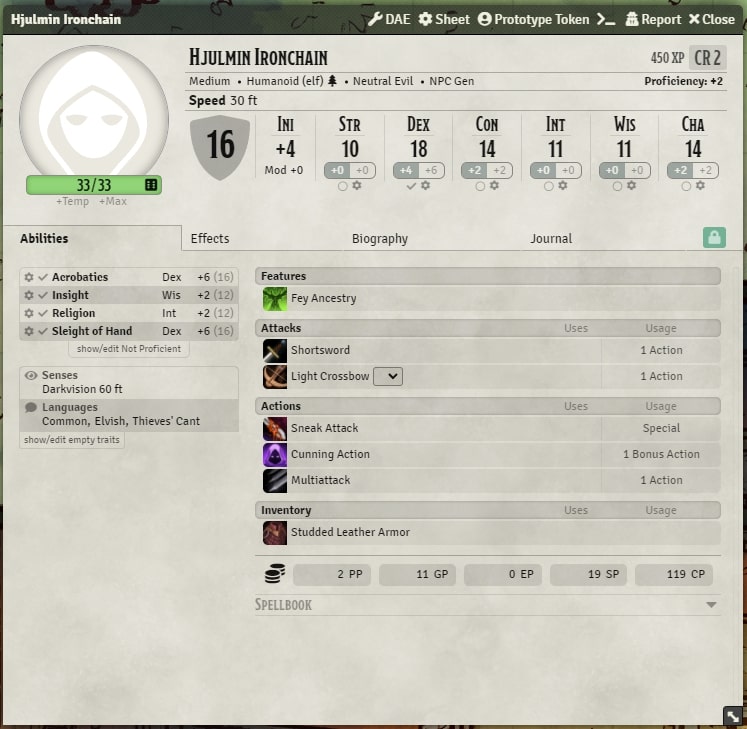 Hjulmin Ironchain DAE Sheet Prototype Token Report Close
Hjulmin Ironchain 450 XP CR 2
Medium • Humanoid (elf) • Neutral Evil • NPC Gen Proficiency: +2
Speed 30 ft
16
Ini Str Dex Con Int Wis Cha
+4 10 18 14 11 11 14
Mod +0 +0 +0 +4 +6 +2 +2 +0 +0 +0 +0 +2 +2
33/33
+Temp +Max
Abilities Effects Biography Journal
Acrobatics Dex +6 (16)
Insight Wis +2 (12)
Religion Int +2 (12)
Sleight of Hand Dex +6 (16)
show/edit Not Proficient
Senses
Darkvision 60 ft
Languages
Common, Elvish, Thieves' Cant
show/edit empty traits
Features
Fey Ancestry
Attacks Uses Usage
Shortsword 1 Action
Light Crossbow 1 Action
Actions Uses Usage
Sneak Attack Special
Cunning Action 1 Bonus Action
Multiattack 1 Action
Inventory Uses Usage
Studded Leather Armor
2 PP 11 GP 0 EP 19 SP 119 CP
Spellbook